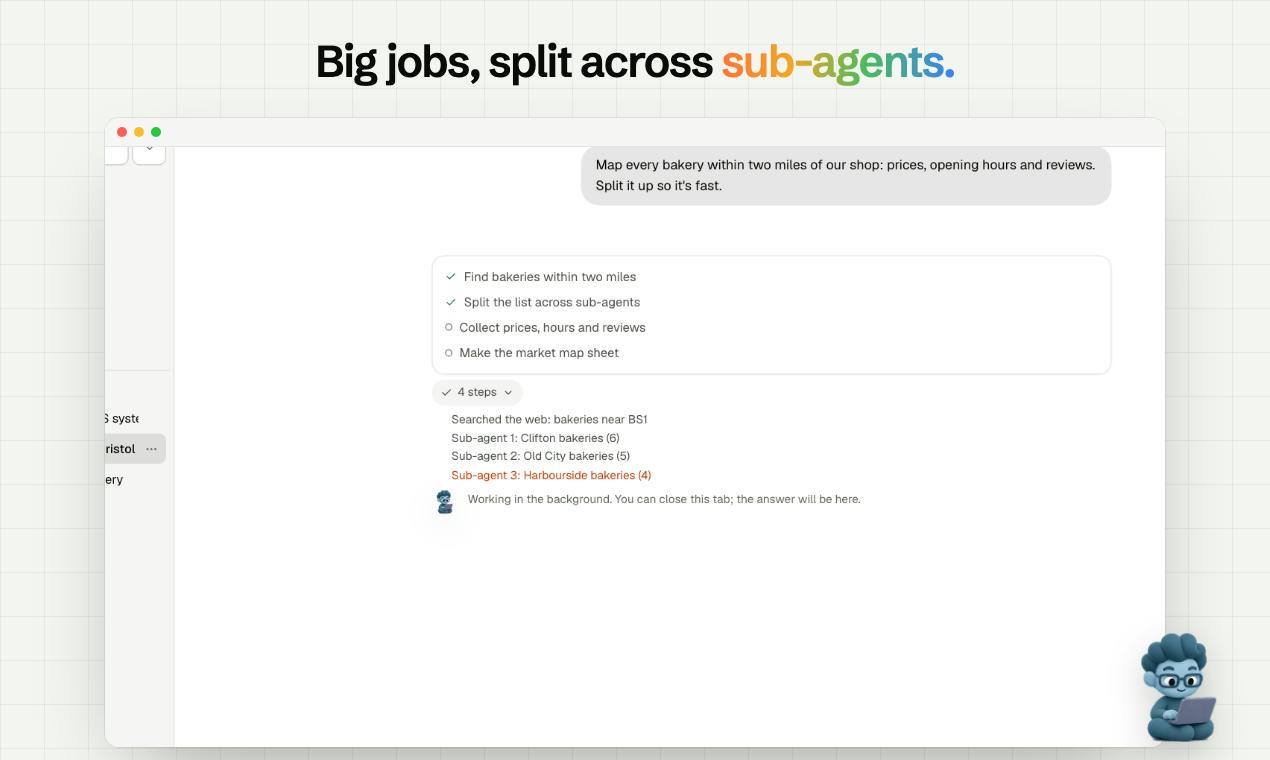 Big jobs, split across sub-agents.
Map every bakery within two miles of our shop: prices, opening hours and reviews.
Split it up so it's fast.
Find bakeries within two miles
Split the list across sub-agents
Collect prices, hours and reviews
Make the market map sheet
4 steps
Searched the web: bakeries near BS1
Sub-agent 1: Clifton bakeries (6)
Sub-agent 2: Old City bakeries (5)
Sub-agent 3: Harbourside bakeries (4)
Working in the background. You can close this tab; the answer will be here.
ristol ...
ery